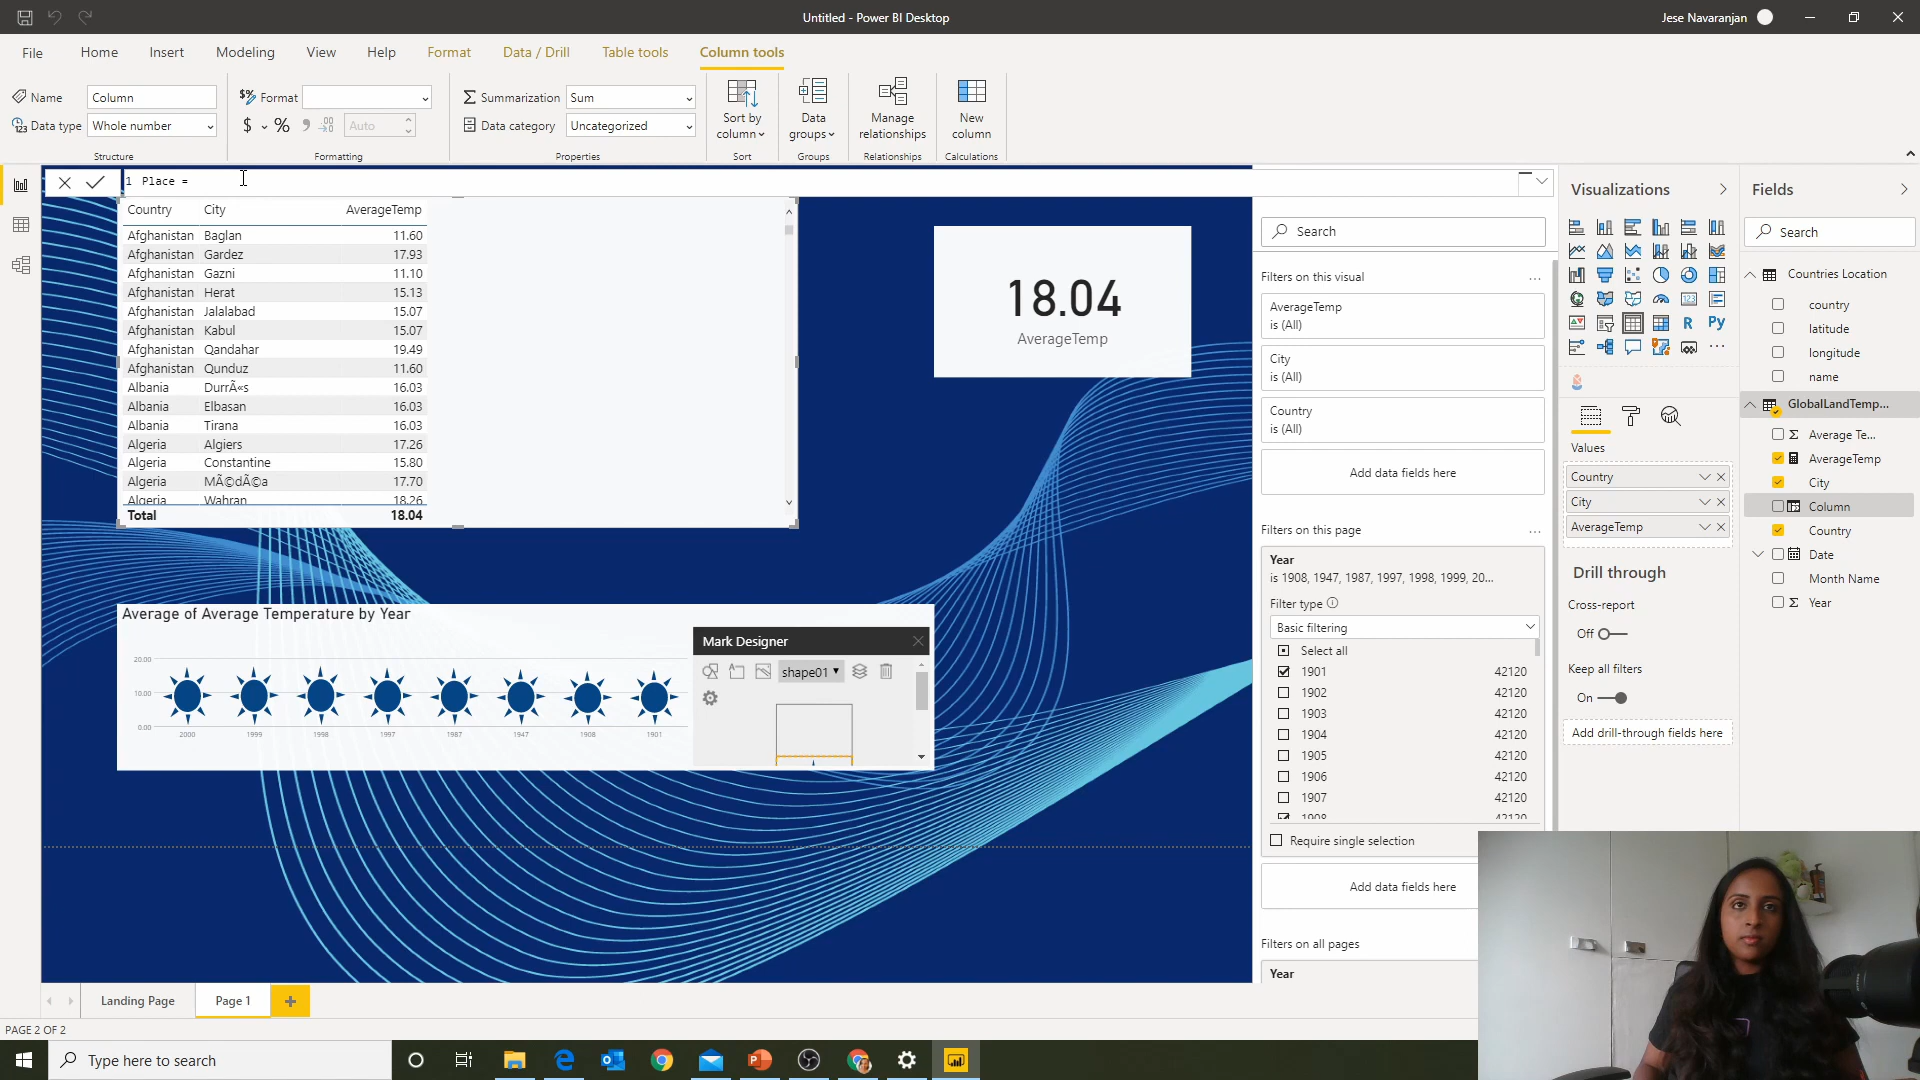 Untitled - Power BI Desktop
Jese Navaranjan
File Home Insert Modeling View Help Format Data / Drill Table tools Column tools
Name Column
Data type Whole number
Structure
Format
$ % 9 Auto
Formatting
Summarization Sum
Data category Uncategorized
Properties
Sort by column
Sort
Data groups
Groups
Manage relationships
Relationships
New column
Calculations
1 Place =
Country City AverageTemp
Afghanistan Baglan 11.60
Afghanistan Gardez 17.93
Afghanistan Gazni 11.10
Afghanistan Herat 15.13
Afghanistan Jalalabad 15.07
Afghanistan Kabul 15.07
Afghanistan Qandahar 19.49
Afghanistan Qunduz 11.60
Albania DurrÃ«s 16.03
Albania Elbasan 16.03
Albania Tirana 16.03
Algeria Algiers 17.26
Algeria Constantine 15.80
Algeria MÃ©dÃ©a 17.70
Algeria Wahran 18.26
Total 18.04
18.04
AverageTemp
Average of Average Temperature by Year
20.00
10.00
0.00
2000 1999 1998 1997 1987 1947 1908 1901
Mark Designer
shape01
Search
Filters on this visual
AverageTemp
is (All)
City
is (All)
Country
is (All)
Add data fields here
Filters on this page
Year
is 1908, 1947, 1987, 1997, 1998, 1999, 20...
Filter type
Basic filtering
Select all
1901 42120
1902 42120
1903 42120
1904 42120
1905 42120
1906 42120
1907 42120
1908 42120
Require single selection
Add data fields here
Filters on all pages
Year
Visualizations
R Py
Values
Country
City
AverageTemp
Drill through
Cross-report
Off
Keep all filters
On
Add drill-through fields here
Fields
Search
Countries Location
country
latitude
longitude
name
GlobalLandTemp...
Average Te...
AverageTemp
City
Column
Country
Date
Month Name
Year
Landing Page Page 1
PAGE 2 OF 2
Type here to search